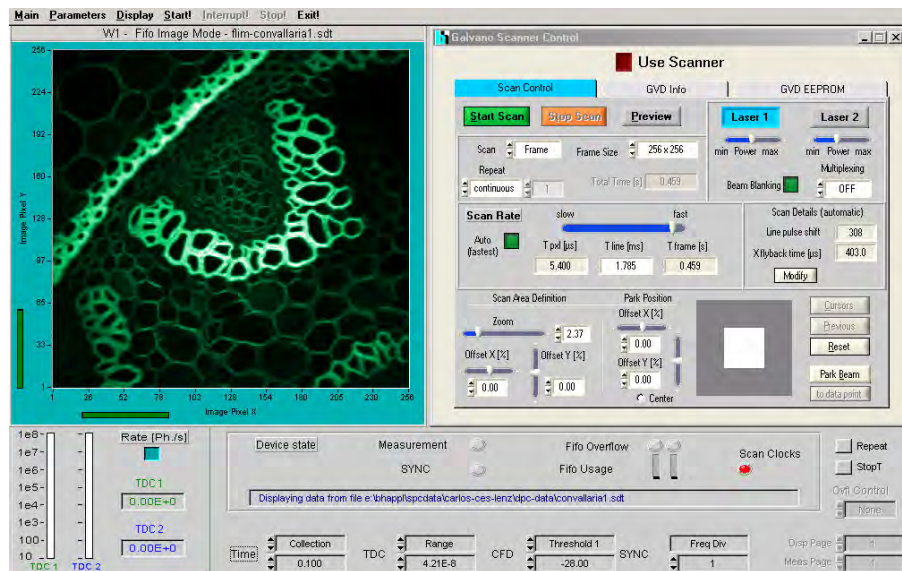 Main Parameters Display Start! Interrupt! Stop! Exit!
W1 - Fifo Image Mode - flim-convallaria1.sdt
256
224
192
160
128
97
65
33
1
Image Pixel Y
1 26 52 78 103 128 154 180 205 230 256
Image Pixel X
Galvano Scanner Control
Use Scanner
Scan Control GVD Info GVD EEPROM
Start Scan Stop Scan Preview
Laser 1 Laser 2
min Power max min Power max
Scan Frame Frame Size 256 x 256
Repeat
continuous 1
Total Time [s] 0.459
Multiplexing
Beam Blanking OFF
Scan Rate slow fast
Auto (fastest)
T pxl [µs] T line [ms] T frame [s]
5.400 1.785 0.459
Scan Details (automatic)
Line pulse shift 308
X flyback time [µs] 403.0
Modify
Scan Area Definition
Zoom 2.37
Offset X [%] Offset Y [%]
0.00 0.00
Park Position
Offset X [%]
0.00
Offset Y [%]
0.00
Center
Cursors
Previous
Reset
Park Beam
to data point
1e8
1e7
1e6
1e5
1e4
1e3
100
10
TDC 1 TDC 2
Rate [Ph./s]
TDC 1
0.00E+0
TDC 2
0.00E+0
Device state Measurement Fifo Overflow
SYNC Fifo Usage Scan Clocks
Displaying data from file e:\bhappl\spcdata\carlos-ces-lenz\dpc-data\convallaria1.sdt
Repeat
StopT
Ovfl Control
None
Time Collection 0.100
TDC Range 4.21E-8
CFD Threshold 1 -28.00
SYNC Freq Div 1
Disp Page 1
Meas Page 1